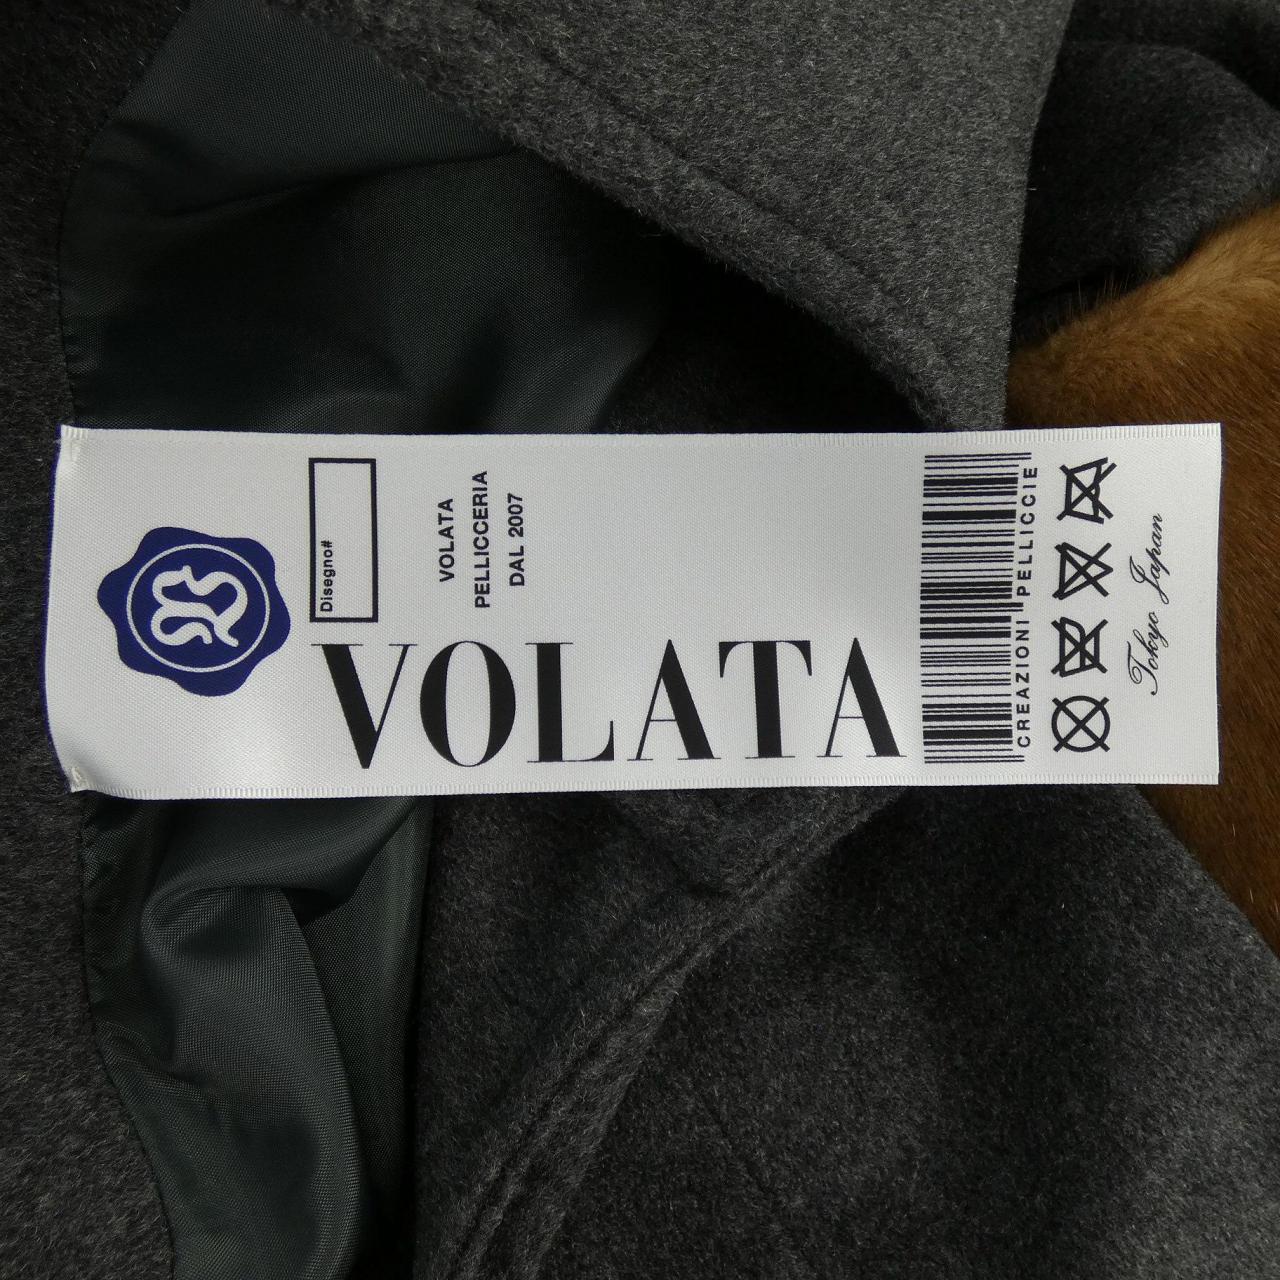 Disegno#
VOLATA
PELLICCERIA
DAL 2007
VOLATA
CREAZIONI PELLICCIE
Tokyo Japan